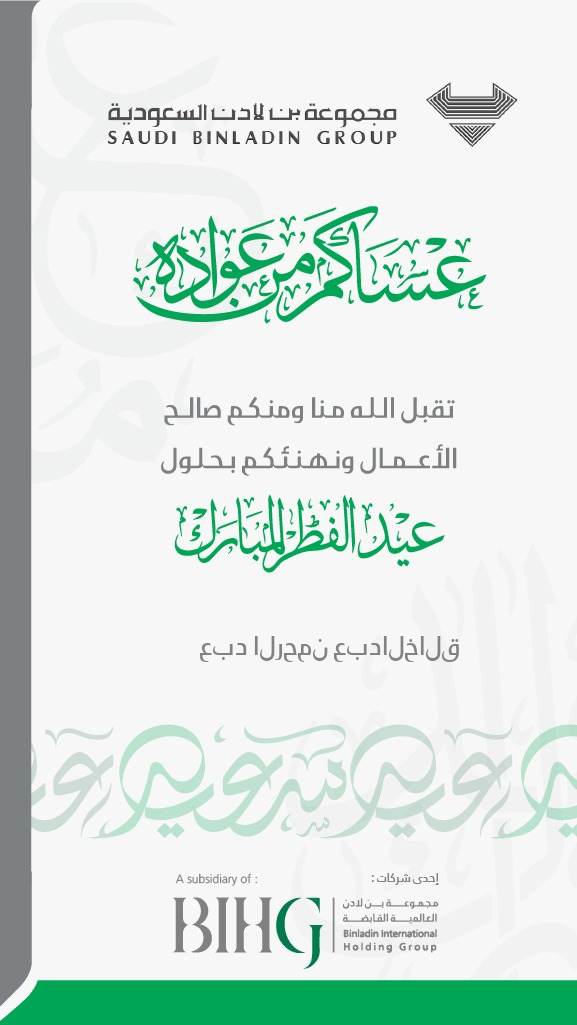 مجموعة بن لادن السعودية
SAUDI BINLADIN GROUP
عساكم من عواده
تقبل الله منا ومنكم صالح
الأعمال ونهنئكم بحلول
عيد الفطر المبارك
قلاخلادبع نمحرلا دبع
إحدى شركات :
A subsidiary of :
BIHG
مجموعة بن لادن
العالمية القابضة
Binladin International
Holding Group